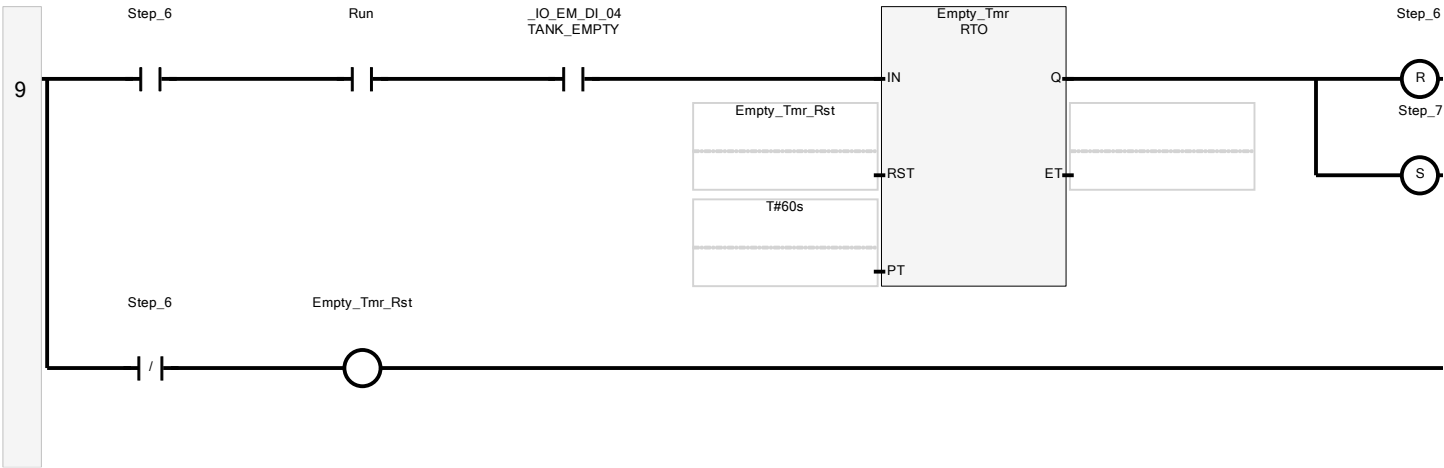 Step_6
Run
_IO_EM_DI_04
TANK_EMPTY
Empty_Tmr
RTO
Step_6
9
IN
Q
R
Empty_Tmr_Rst
Step_7
RST
ET
S
T#60s
PT
Step_6
Empty_Tmr_Rst
/